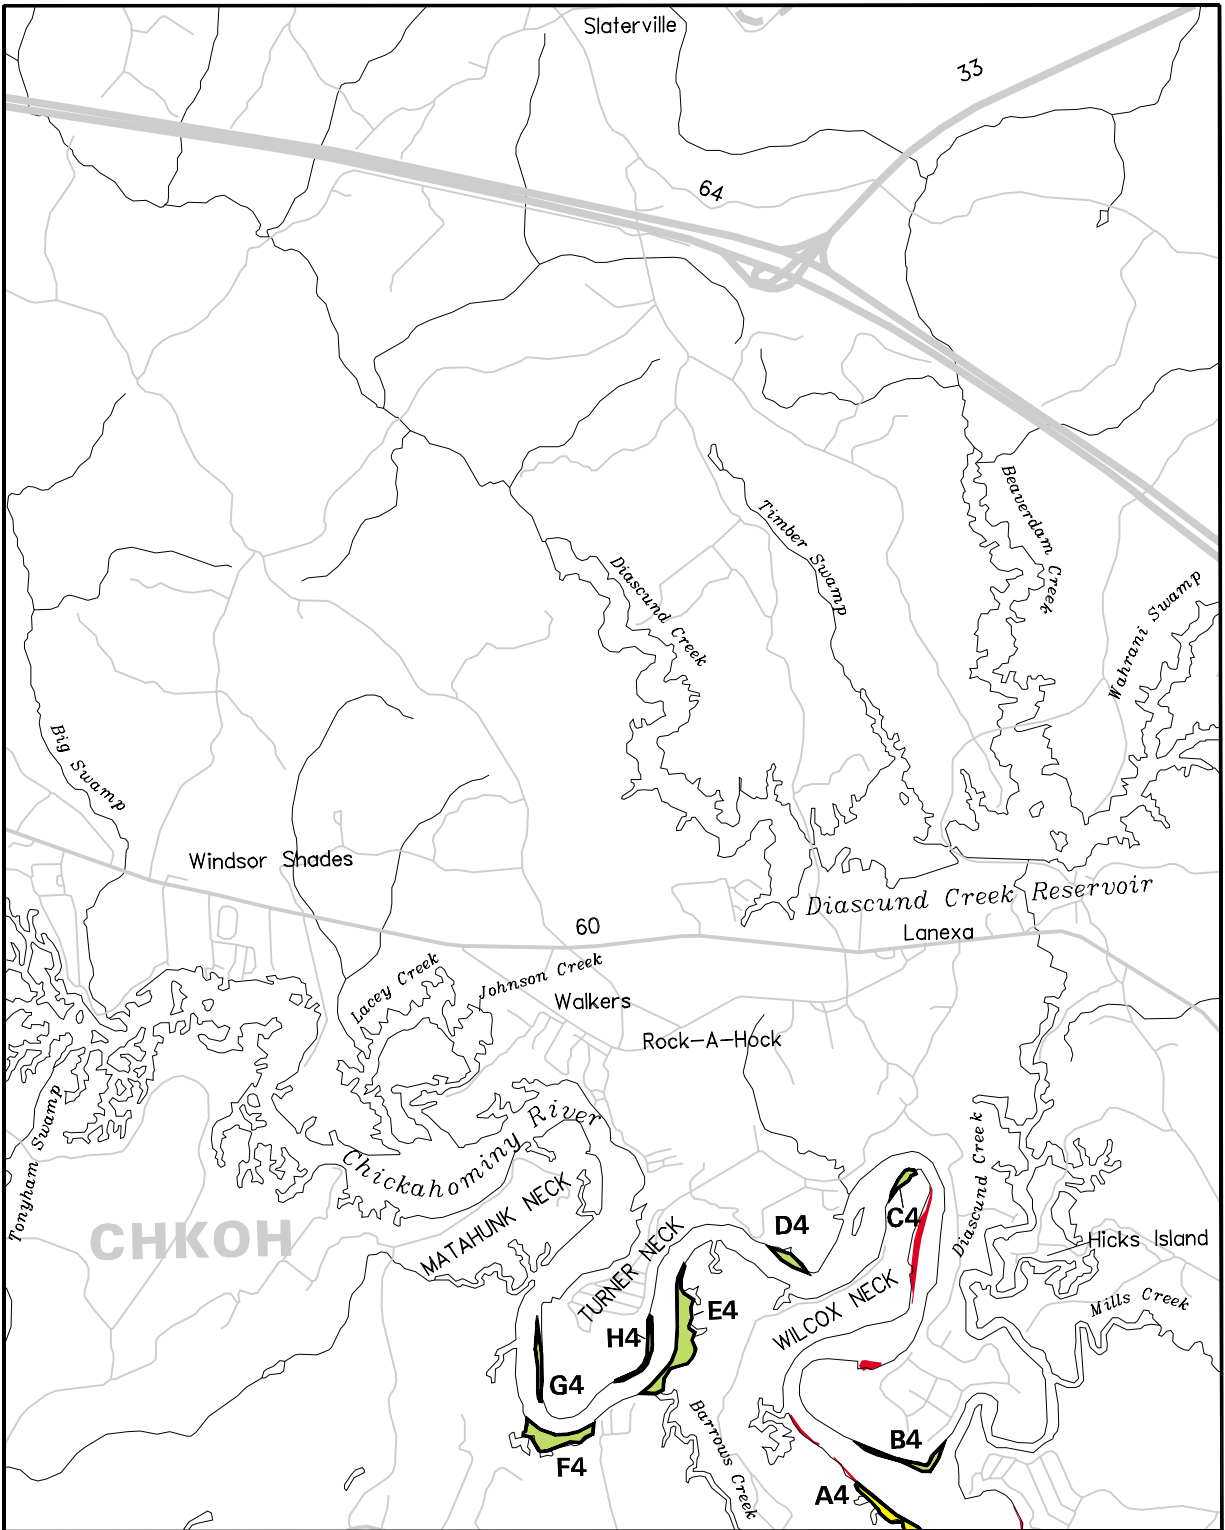 Slaterville
33
64
Beaverdam Creek
Timber Swamp
Diascund Creek
Wahrani Swamp
Big Swamp
Windsor Shades
Diascund Creek Reservoir
60
Lanexa
Lacey Creek
Johnson Creek
Walkers
Rock-A-Hock
Tonyham Swamp
Chickahominy River
Diascund Creek
MATAHUNK NECK
CHKOH
C4
D4
Hicks Island
TURNER NECK
WILCOX NECK
Mills Creek
E4
H4
G4
Barrows Creek
B4
F4
A4